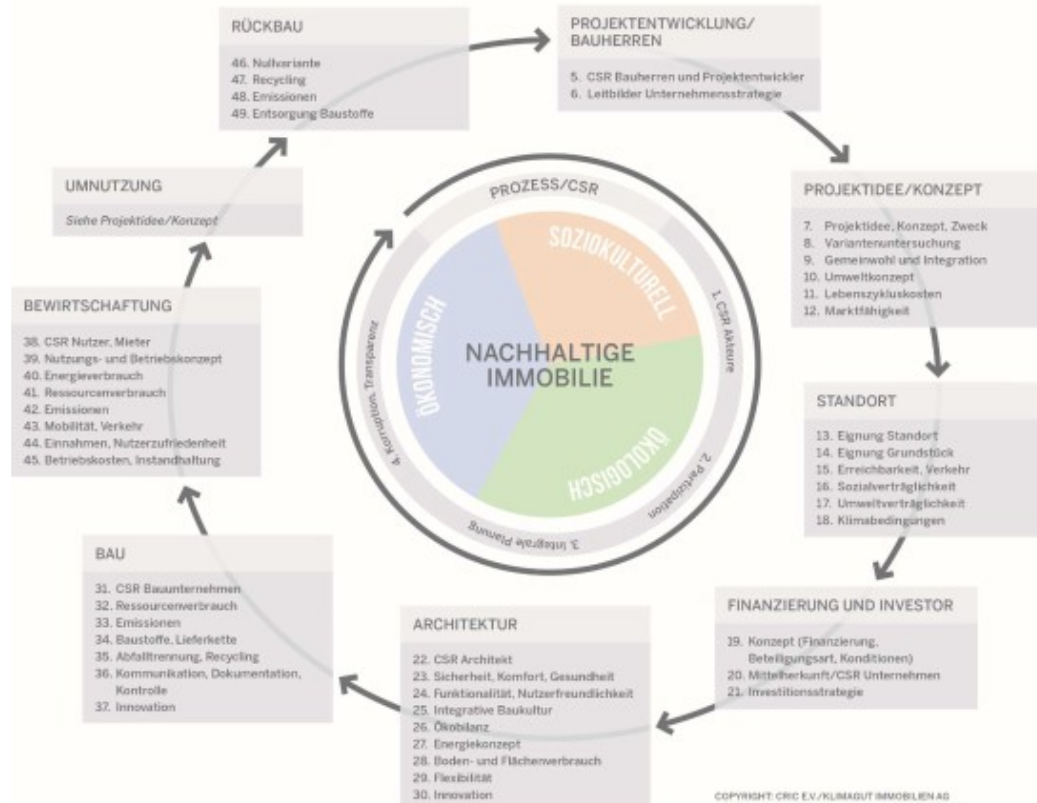 RÜCKBAU
46. Nullvariante
47. Recycling
48. Emissionen
49. Entsorgung Baustoffe
PROJEKTENTWICKLUNG/
BAUHERREN
5. CSR Bauherren und Projektentwickler
6. Leitbilder Unternehmensstrategie
PROJEKTIDEE/KONZEPT
7. Projektidee, Konzept, Zweck
8. Variantenuntersuchung
9. Gemeinwohl und Integration
10. Umweltkonzept
11. Lebenszykluskosten
12. Marktfähigkeit
STANDORT
13. Eignung Standort
14. Eignung Grundstück
15. Erreichbarkeit, Verkehr
16. Sozialverträglichkeit
17. Umweltverträglichkeit
18. Klimabedingungen
FINANZIERUNG UND INVESTOR
19. Konzept (Finanzierung,
Beteiligungsart, Konditionen)
20. Mittelherkunft/CSR Unternehmen
21. Investitionsstrategie
ARCHITEKTUR
22. CSR Architekt
23. Sicherheit, Komfort, Gesundheit
24. Funktionalität, Nutzerfreundlichkeit
25. Integrative Baukultur
26. Ökobilanz
27. Energiekonzept
28. Boden- und Flächenverbrauch
29. Flexibilität
30. Innovation
BAU
31. CSR Bauunternehmen
32. Ressourcenverbrauch
33. Emissionen
34. Baustoffe, Lieferkette
35. Abfalltrennung, Recycling
36. Kommunikation, Dokumentation,
Kontrolle
37. Innovation
BEWIRTSCHAFTUNG
38. CSR Nutzer, Mieter
39. Nutzungs- und Betriebskonzept
40. Energieverbrauch
41. Ressourcenverbrauch
42. Emissionen
43. Mobilität, Verkehr
44. Einnahmen, Nutzerzufriedenheit
45. Betriebskosten, Instandhaltung
UMNUTZUNG
Siehe Projektidee/Konzept
PROZESS/CSR
1. CSR Akteure
2. Partizipation
3. Integrale Planung
4. Korruption, Transparenz
SOZIOKULTURELL
ÖKOLOGISCH
ÖKONOMISCH
NACHHALTIGE
IMMOBILIE
COPYRIGHT: CRIC E.V./KLIMAGUT IMMOBILIEN AG